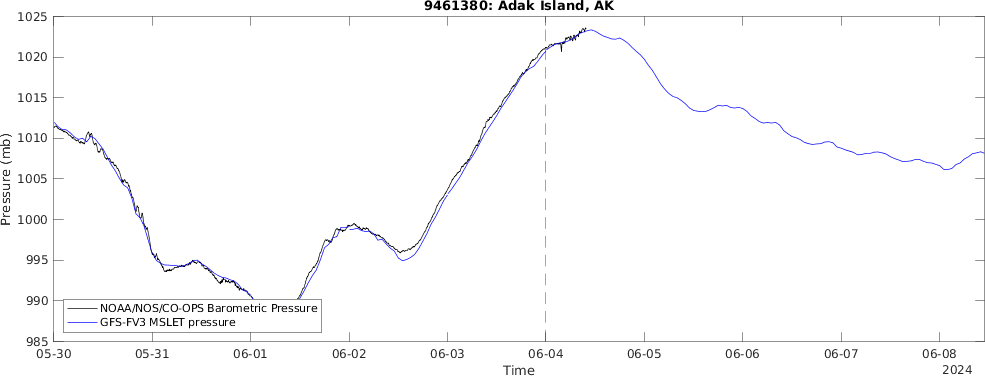 9461380: Adak Island, AK
Pressure (mb)
1025
1020
1015
1010
1005
1000
995
990
985
NOAA/NOS/CO-OPS Barometric Pressure
GFS-FV3 MSLET pressure
05-30 05-31 06-01 06-02 06-03 06-04 06-05 06-06 06-07 06-08
Time
2024